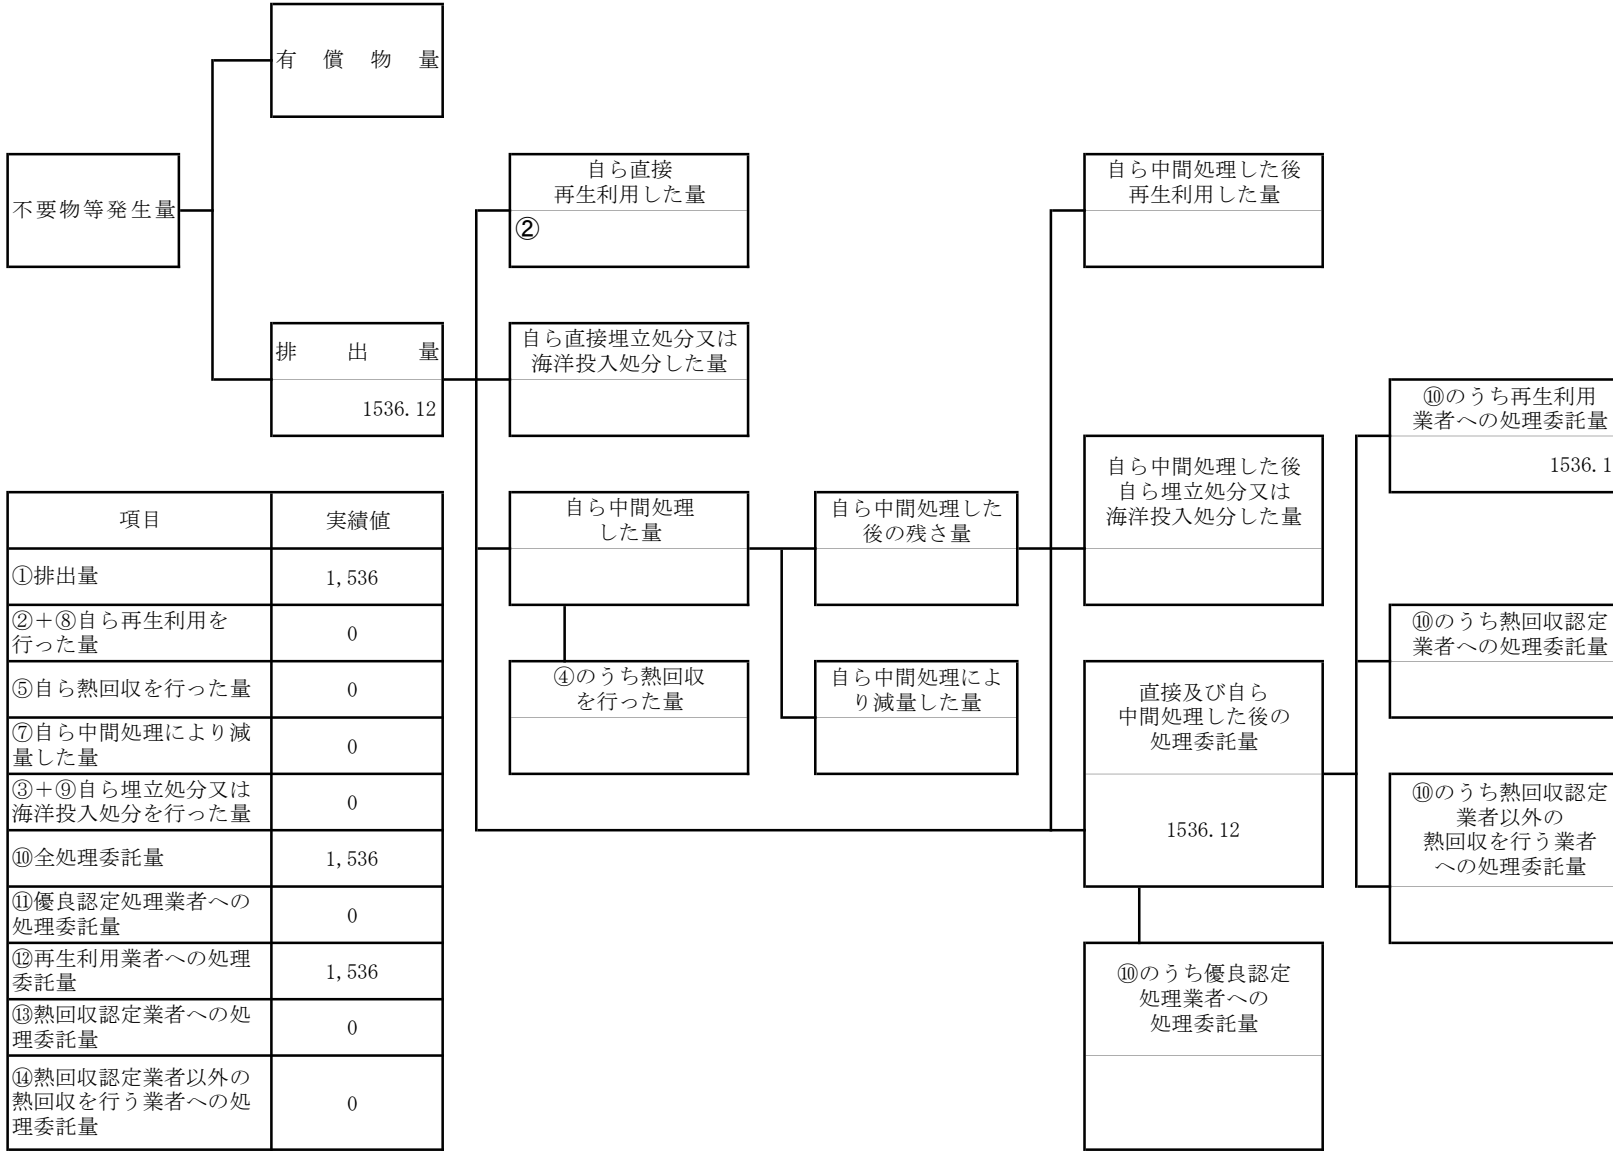 有償物量
不要物等発生量
自ら直接
再生利用した量
②
自ら中間処理した後
再生利用した量
排出量
1536.12
自ら直接埋立処分又は
海洋投入処分した量
⑩のうち再生利用
業者への処理委託量
1536.1
自ら中間処理
した量
自ら中間処理した
後の残さ量
自ら中間処理した後
自ら埋立処分又は
海洋投入処分した量
④のうち熱回収
を行った量
自ら中間処理によ
り減量した量
直接及び自ら
中間処理した後の
処理委託量
1536.12
⑩のうち熱回収認定
業者への処理委託量
⑩のうち熱回収認定
業者以外の
熱回収を行う業者
への処理委託量
⑩のうち優良認定
処理業者への
処理委託量
項目 実績値
①排出量 1,536
②+⑧自ら再生利用を
行った量 0
⑤自ら熱回収を行った量 0
⑦自ら中間処理により減
量した量 0
③+⑨自ら埋立処分又は
海洋投入処分を行った量 0
⑩全処理委託量 1,536
⑪優良認定処理業者への
処理委託量 0
⑫再生利用業者への処理
委託量 1,536
⑬熱回収認定業者への処
理委託量 0
⑭熱回収認定業者以外の
熱回収を行う業者への処
理委託量 0